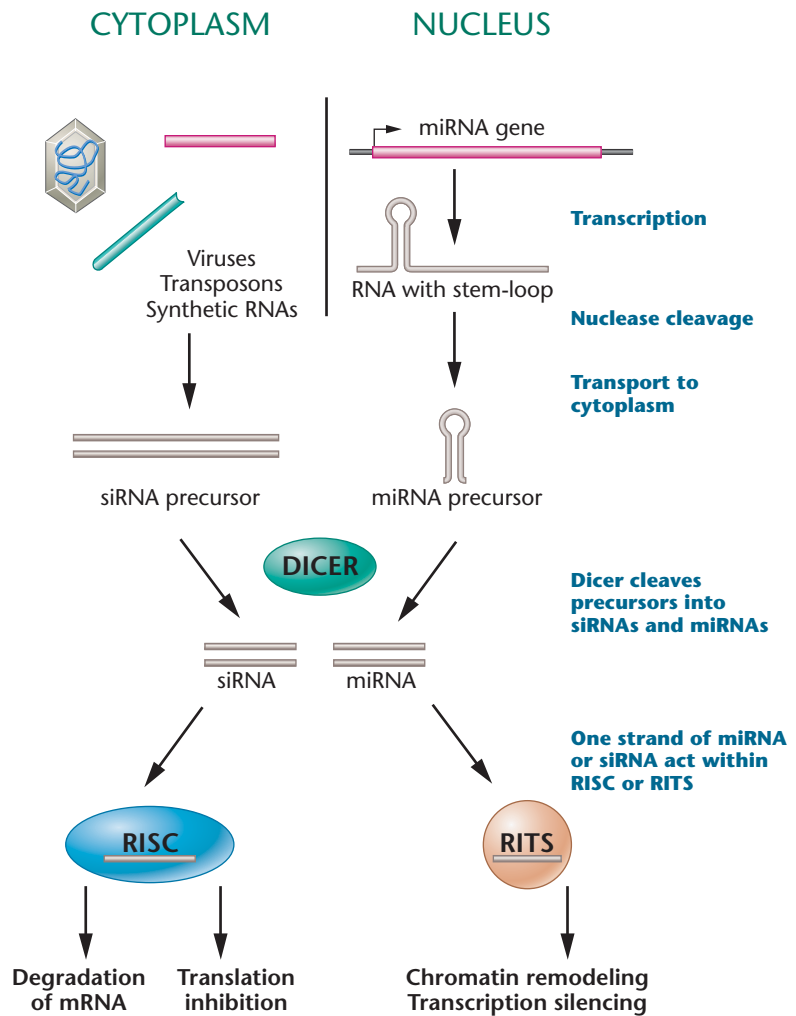 CYTOPLASM
NUCLEUS
miRNA gene
Transcription
Viruses
Transposons
Synthetic RNAs
RNA with stem-loop
Nuclease cleavage
Transport to
cytoplasm
siRNA precursor
miRNA precursor
DICER
Dicer cleaves
precursors into
siRNAs and miRNAs
siRNA
miRNA
One strand of miRNA
or siRNA act within
RISC or RITS
RISC
RITS
Degradation
of mRNA
Translation
inhibition
Chromatin remodeling
Transcription silencing